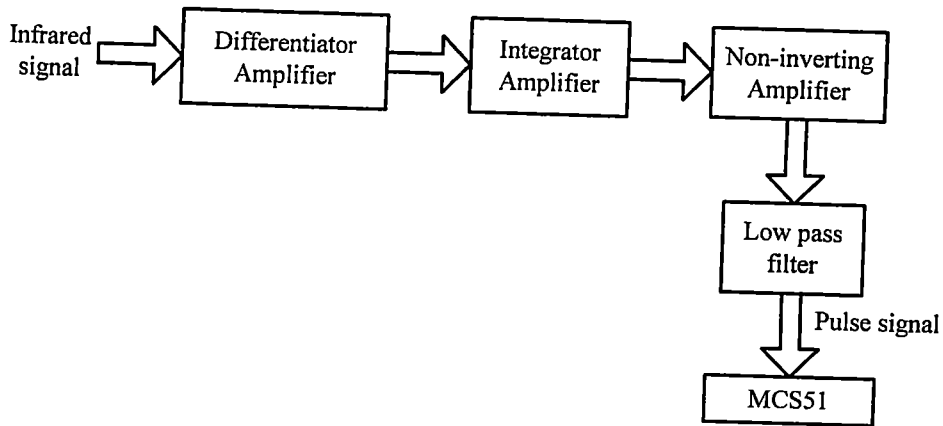 Infrared
signal
Differentiator
Amplifier
Integrator
Amplifier
Non-inverting
Amplifier
Low pass
filter
Pulse signal
MCS51